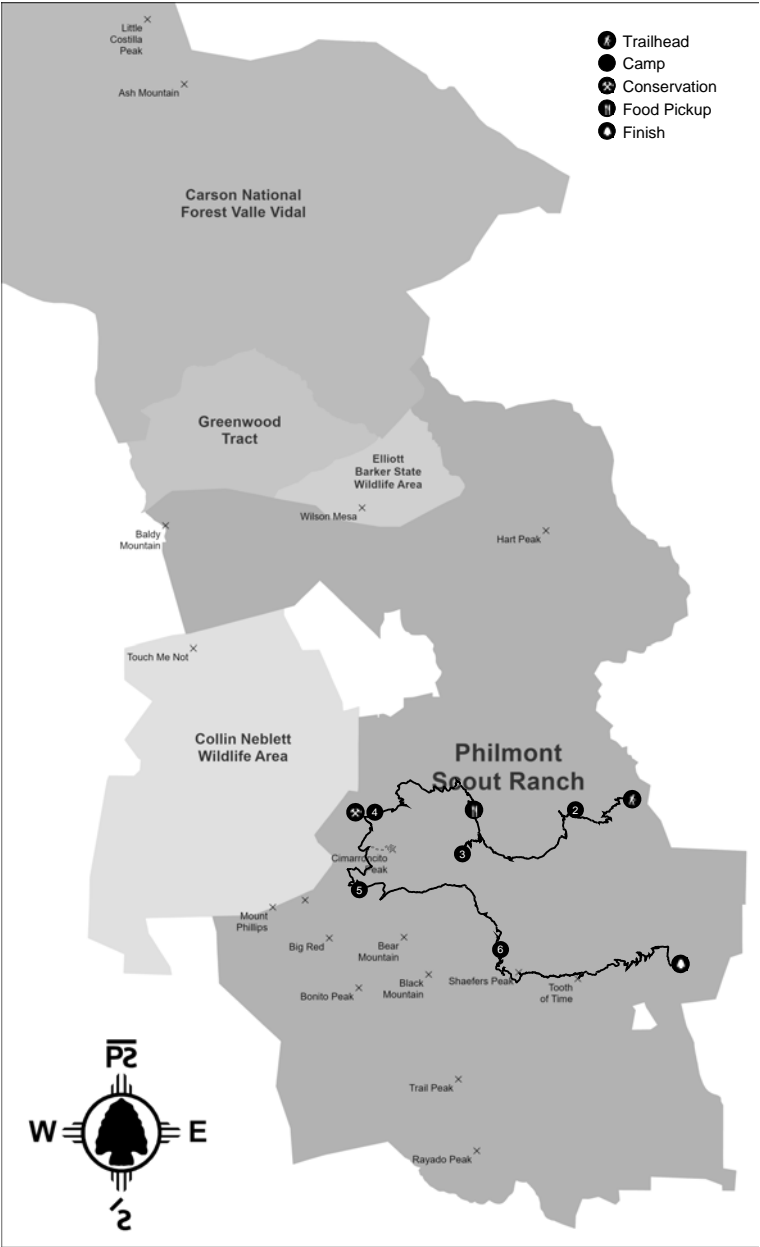 Little
Costilla
Peak
Ash Mountain
Trailhead
Camp
Conservation
Food Pickup
Finish
Carson National
Forest Valle Vidal
Greenwood
Tract
Elliott
Barker State
Wildlife Area
Wilson Mesa
Baldy
Mountain
Hart Peak
Touch Me Not
Collin Neblett
Wildlife Area
Philmont
Scout Ranch
2
4
3
Cimarroncito
Peak
5
Mount
Phillips
Big Red
Bear
Mountain
6
Bonito Peak
Black
Mountain
Shaefers Peak
Tooth
of Time
Trail Peak
Rayado Peak
W
E